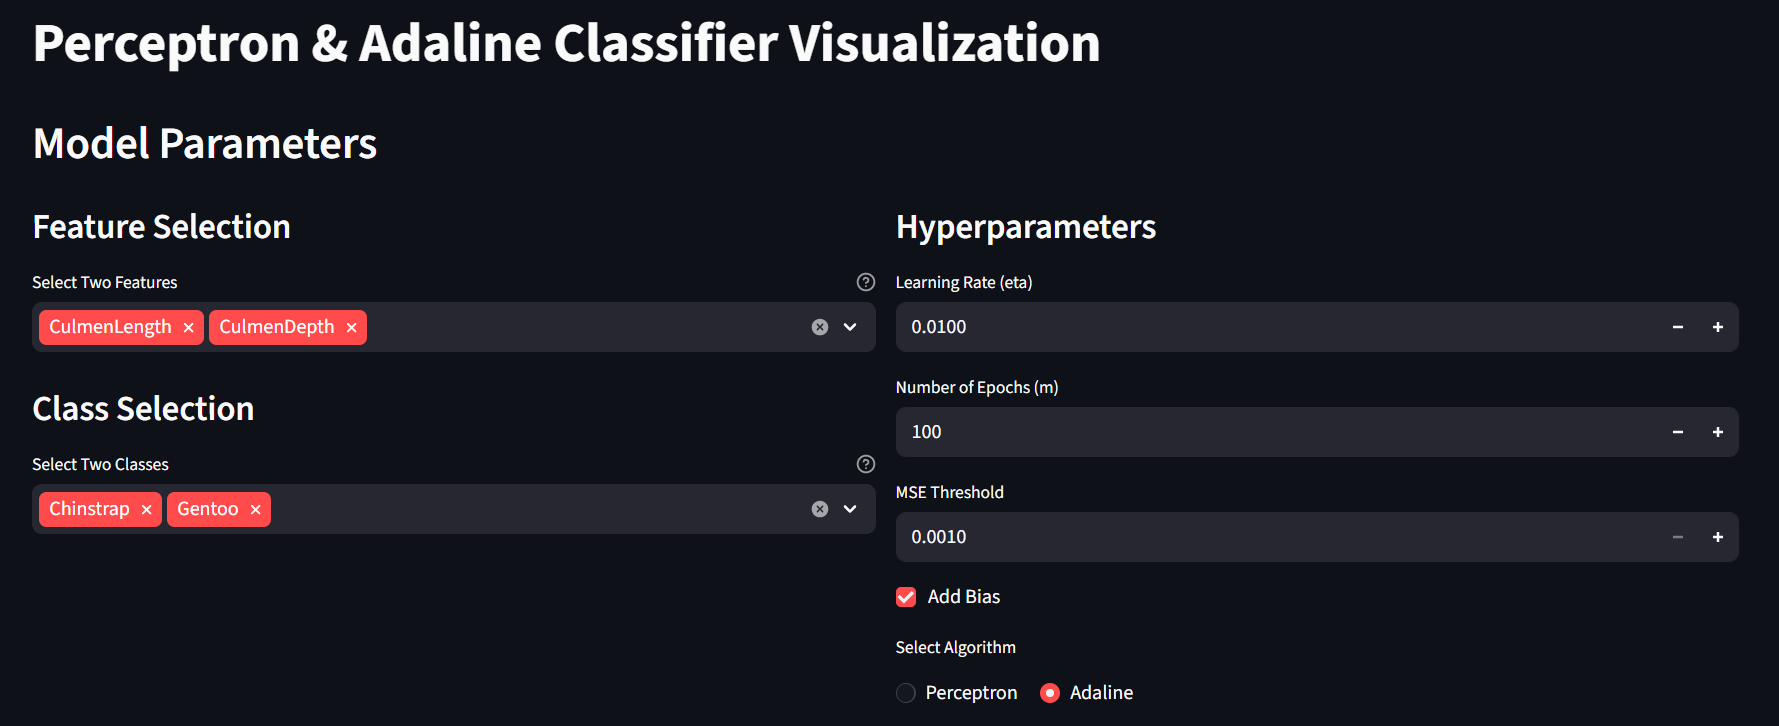 Perceptron & Adaline Classifier Visualization
Model Parameters
Feature Selection
Select Two Features
CulmenLength CulmenDepth
Class Selection
Select Two Classes
Chinstrap Gentoo
Hyperparameters
Learning Rate (eta)
0.0100
Number of Epochs (m)
100
MSE Threshold
0.0010
Add Bias
Select Algorithm
Perceptron Adaline